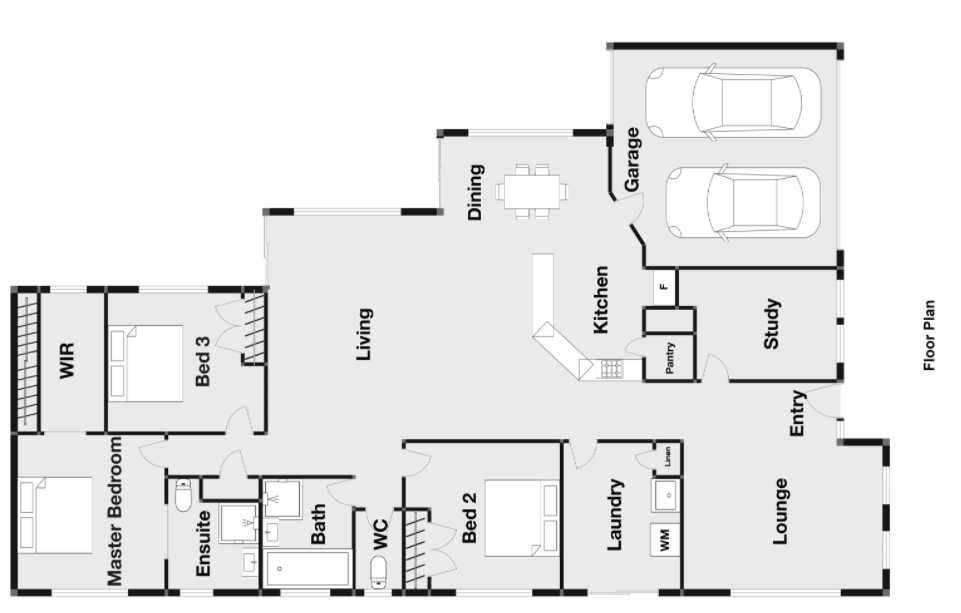 Garage
Dining
Kitchen
F
Study
Floor Plan
Living
WIR
Bed 3
Pantry
Entry
Master Bedroom
Linen
Ensuite
Bath
WC
Bed 2
Laundry
WM
Lounge